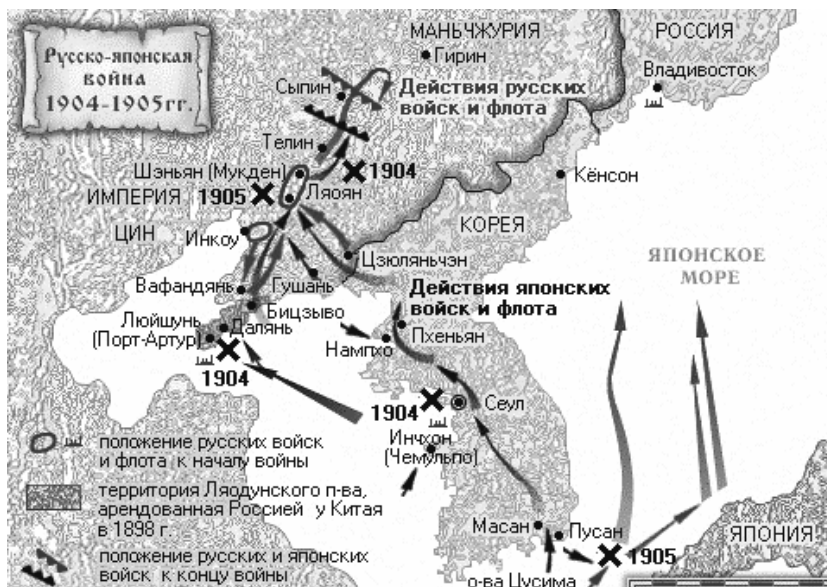 Русско-японская
война
1904-1905гг.
МАНЬЧЖУРИЯ
РОССИЯ
Гирин
Владивосток
Сыпин
Действия русских
войск и флота
Телин
Шэньян (Мукден)
1904
ИМПЕРИЯ
1905
Ляоян
Кёнсон
ЦИН
Инкоу
КОРЕЯ
Цзюляньчэн
ЯПОНСКОЕ
МОРЕ
Вафандянь
Гушань
Действия японских
войск и флота
Бицзыво
Люйшунь
(Порт-Артур)
Далянь
Пхеньян
Нампхо
1904
1904
Сеул
Инчхон
(Чемульпо)
положение русских войск
и флота к началу войны
территория Ляодунского п-ва,
арендованная Россией у Китая
в 1898 г.
Масан
Пусан
ЯПОНИЯ
1905
положение русских и японских
войск к концу войны
о-ва Цусима